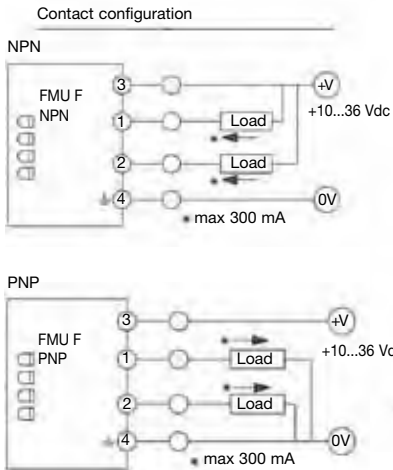 Contact configuration
NPN
FMU F
NPN
3
+V
+10...36 Vdc
1
Load
2
Load
4
0V
* max 300 mA
PNP
FMU F
PNP
3
+V
+10...36 Vd
1
Load
2
Load
4
0V
* max 300 mA